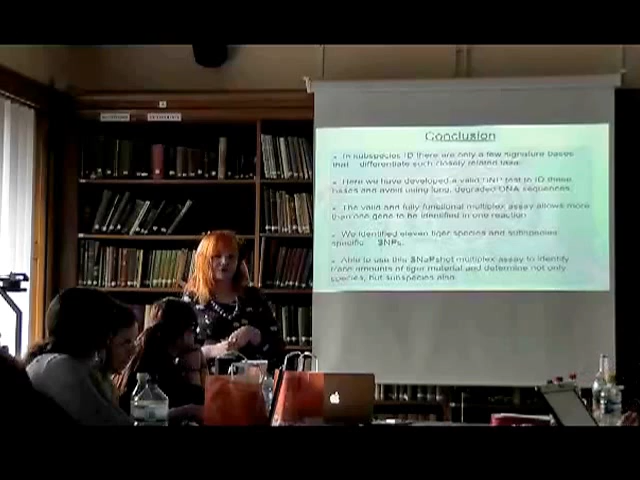 Conclusion
- In subspecies ID there are only a few signature bases
that differentiate such closely related taxa.
- Here we have developed a valid SNP test to ID these
bases and avoid using long, degraded DNA sequences.
- The valid and fully functional multiplex assay allows more
than one gene to be identified in one reaction
- We identified eleven tiger species and subspecies
specific SNPs.
- Able to use this SNaPshot multiplex assay to identify
trace amounts of tiger material and determine not only
species, but subspecies also.